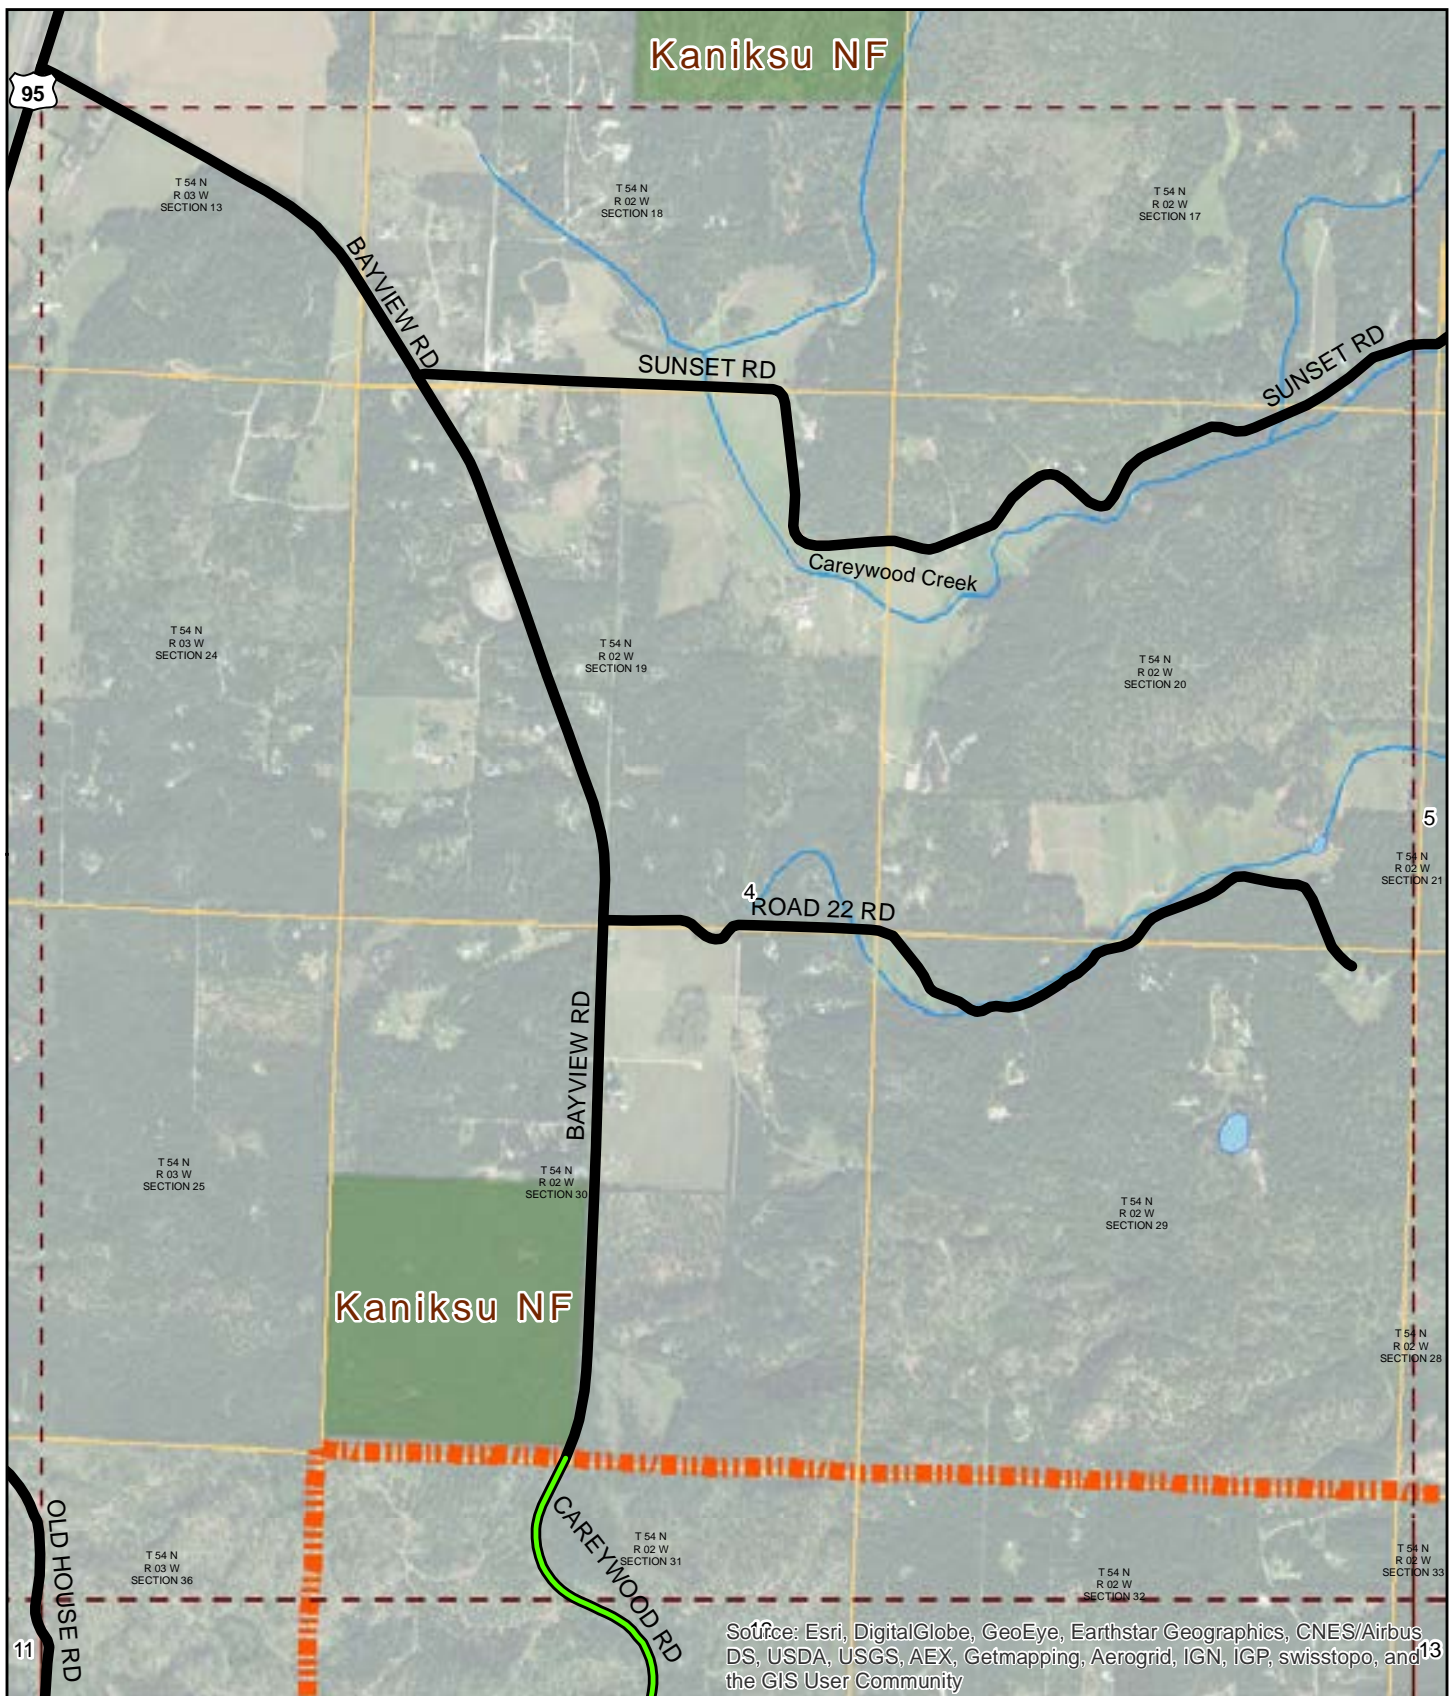 Kaniksu NF
95
T 54 N
R 03 W
SECTION 13
T 54 N
R 02 W
SECTION 18
T 54 N
R 02 W
SECTION 17
BAYVIEW RD
SUNSET RD
SUNSET RD
Careywood Creek
T 54 N
R 03 W
SECTION 24
T 54 N
R 02 W
SECTION 19
T 54 N
R 02 W
SECTION 20
5
T 54 N
R 02 W
SECTION 21
4
ROAD 22 RD
BAYVIEW RD
T 54 N
R 03 W
SECTION 25
T 54 N
R 02 W
SECTION 30
T 54 N
R 02 W
SECTION 29
Kaniksu NF
T 54 N
R 02 W
SECTION 28
OLD HOUSE RD
CAREYWOOD RD
T 54 N
R 03 W
SECTION 36
T 54 N
R 02 W
SECTION 31
T 54 N
R 02 W
SECTION 32
T 54 N
R 02 W
SECTION 33
11
13
Source: Esri, DigitalGlobe, GeoEye, Earthstar Geographics, CNES/Airbus
DS, USDA, USGS, AEX, Getmapping, Aerogrid, IGN, IGP, swisstopo, and
the GIS User Community